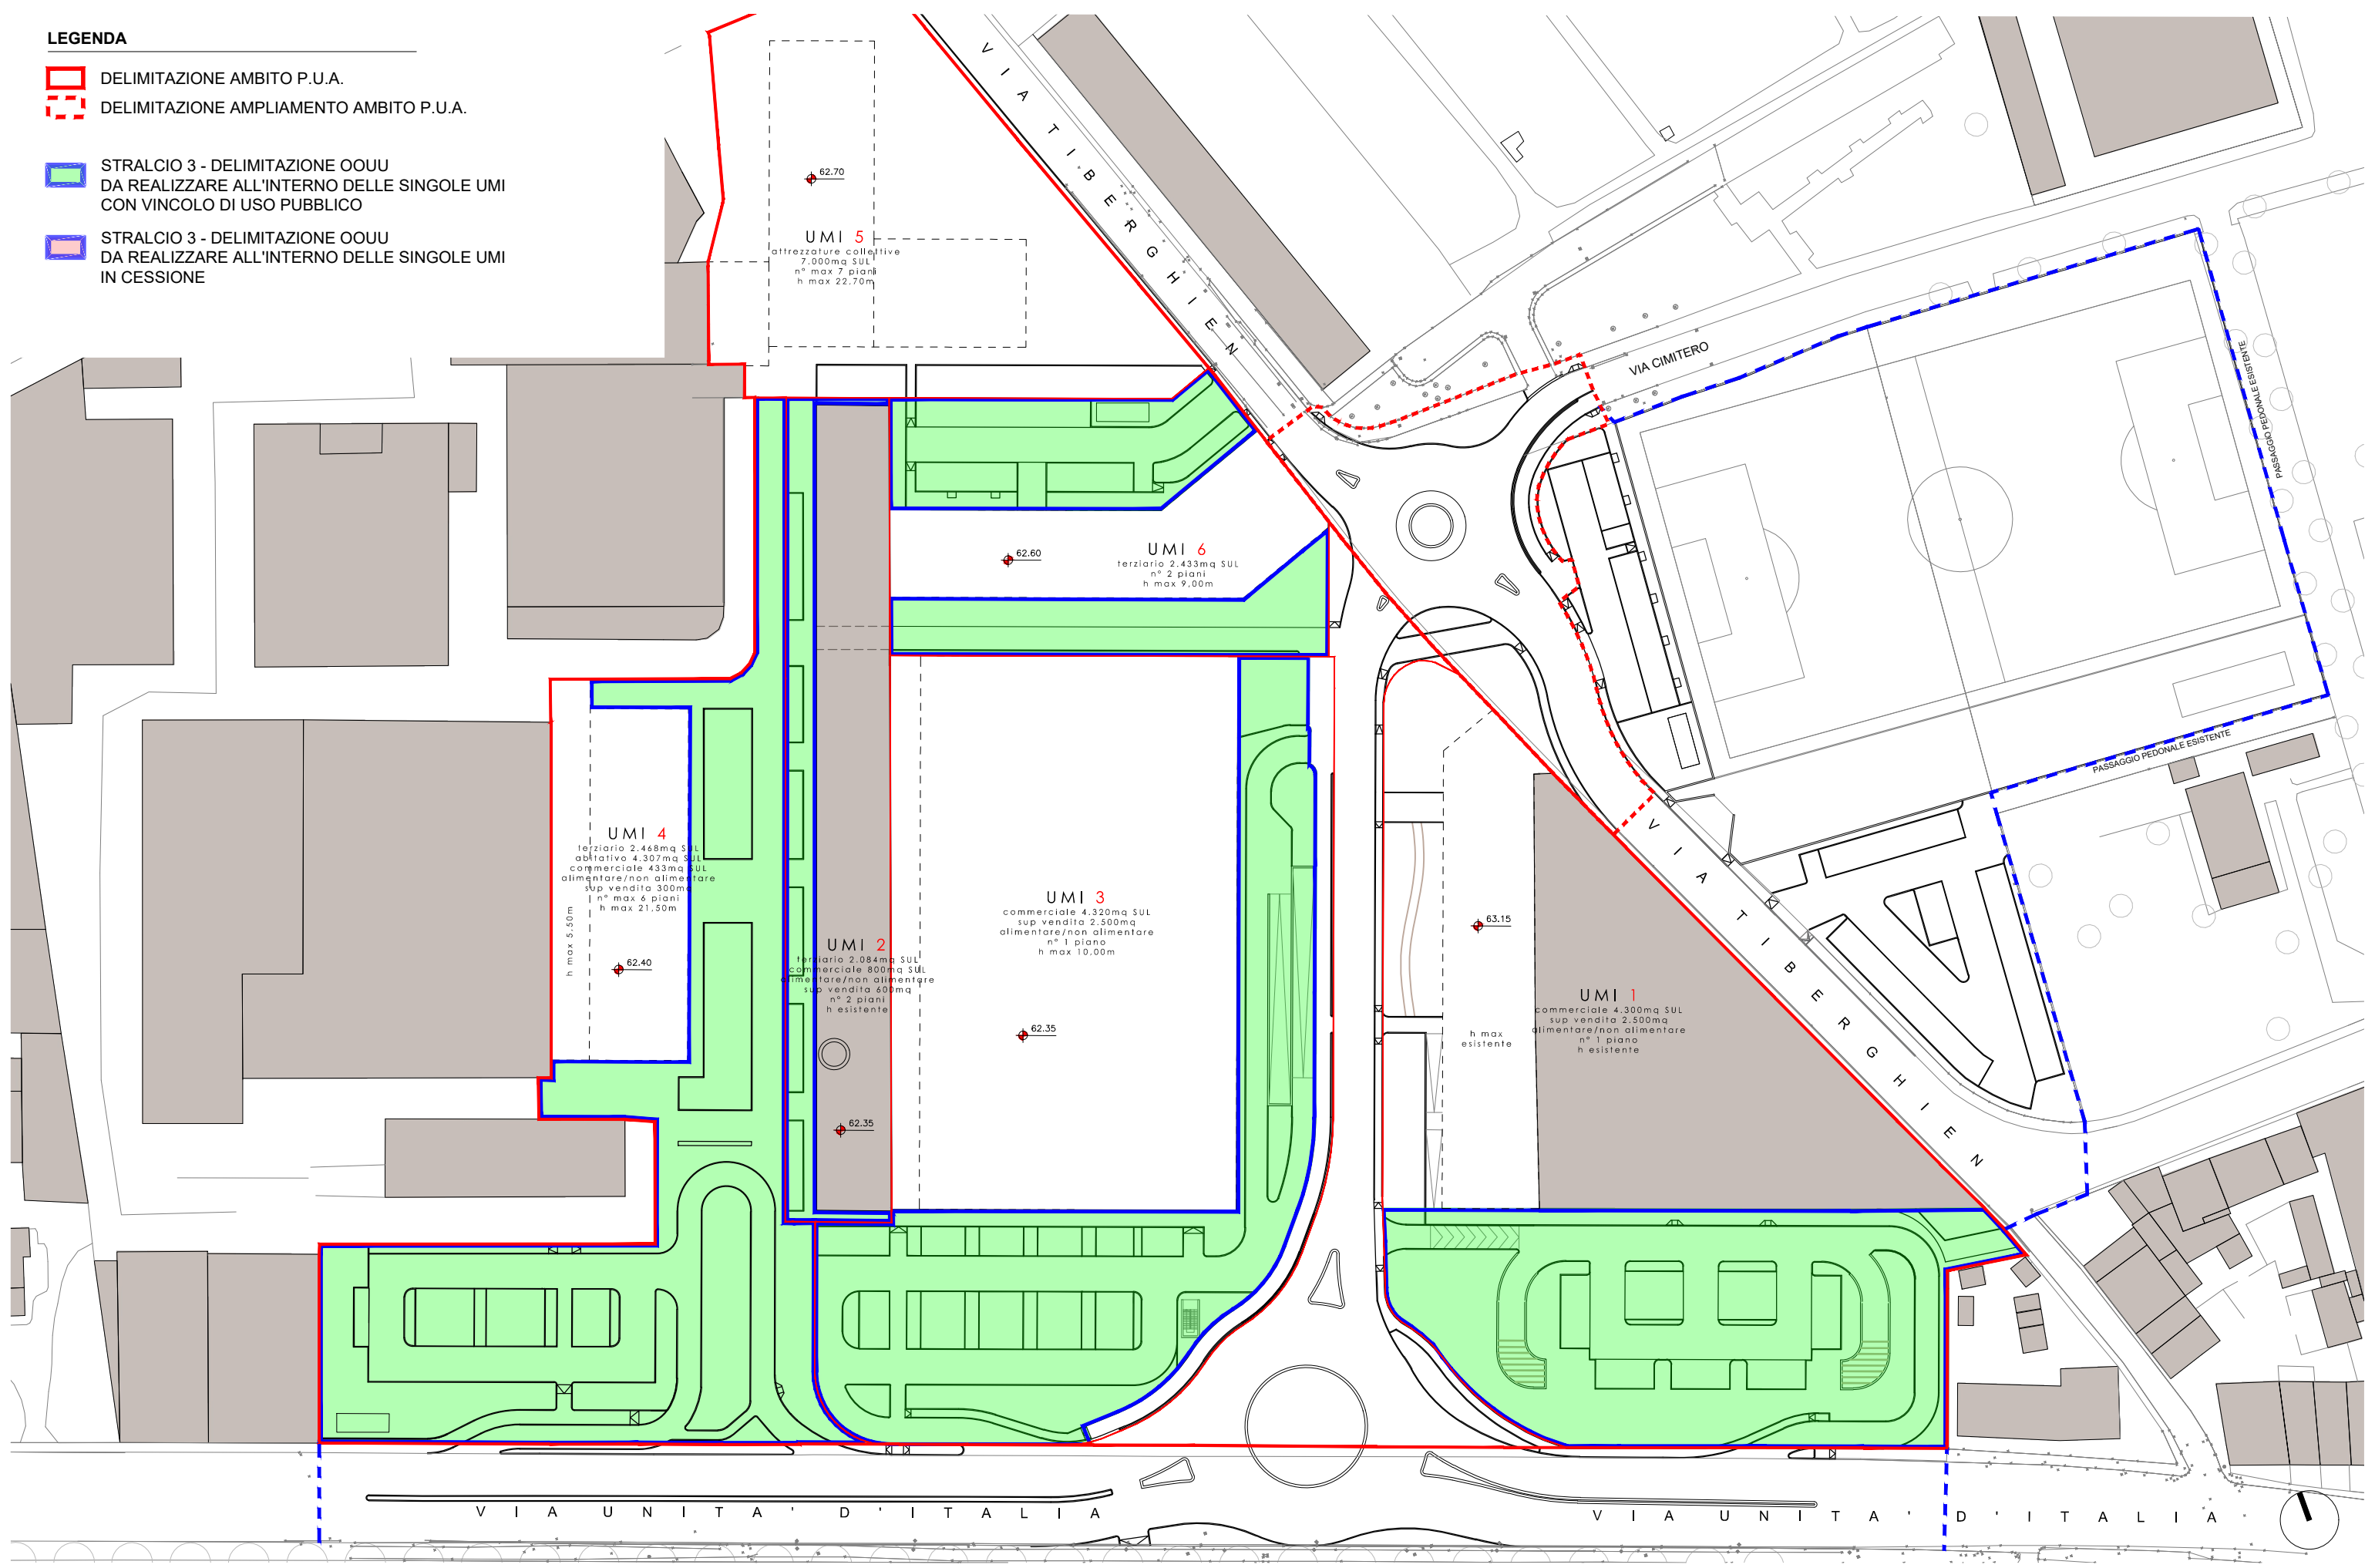 LEGENDA
DELIMITAZIONE AMBITO P.U.A.
DELIMITAZIONE AMPLIAMENTO AMBITO P.U.A.
STRALCIO 3 - DELIMITAZIONE OOUU
DA REALIZZARE ALL'INTERNO DELLE SINGOLE UMI
CON VINCOLO DI USO PUBBLICO
STRALCIO 3 - DELIMITAZIONE OOUU
DA REALIZZARE ALL'INTERNO DELLE SINGOLE UMI
IN CESSIONE
VIA TIBERGHIEN
62.70
UMI 5
attrezzature collettive
7.000mq SUL
n° max 7 piani
h max 22,70m
VIA CIMITERO
PASSAGGIO PEDONALE ESISTENTE
62.60
UMI 6
terziario 2.433mq SUL
n° 2 piani
h max 9,00m
PASSAGGIO PEDONALE ESISTENTE
UMI 4
terziario 2.468mq SUL
abitativo 4.307mq SUL
commerciale 433mq SUL
alimentare/non alimentare
sup vendita 300mq
n° max 6 piani
h max 21,50m
h max 5.50m
62.40
UMI 2
terziario 2.084mq SUL
commerciale 800mq SUL
alimentare/non alimentare
sup vendita 600mq
n° 2 piani
h esistente
62.35
UMI 3
commerciale 4.320mq SUL
sup vendita 2.500mq
alimentare/non alimentare
n° 1 piano
h max 10,00m
62.35
63.15
h max
esistente
UMI 1
commerciale 4.300mq SUL
sup vendita 2.500mq
alimentare/non alimentare
n° 1 piano
h esistente
VIA TIBERGHIEN
VIA UNITA' D'ITALIA
VIA UNITA' D'ITALIA